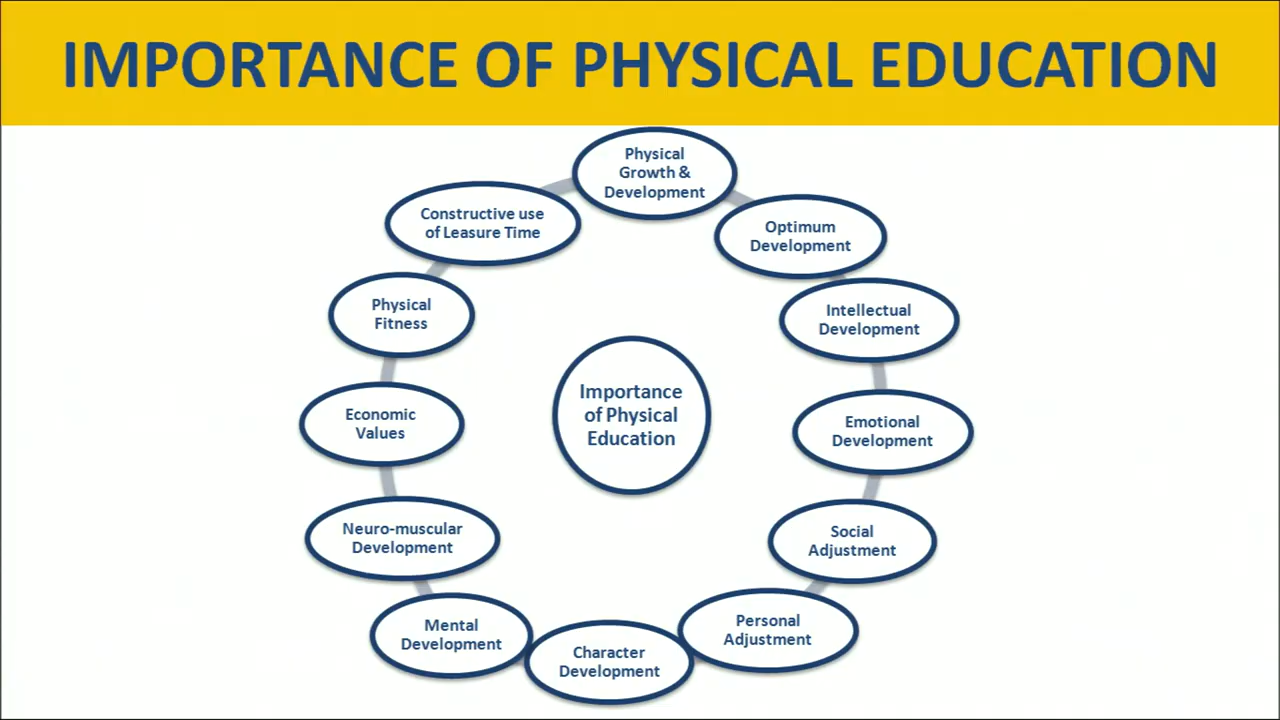 IMPORTANCE OF PHYSICAL EDUCATION
Physical
Growth &
Development
Optimum
Development
Intellectual
Development
Emotional
Development
Social
Adjustment
Personal
Adjustment
Character
Development
Mental
Development
Neuro-muscular
Development
Economic
Values
Physical
Fitness
Constructive use
of Leasure Time
Importance
of Physical
Education